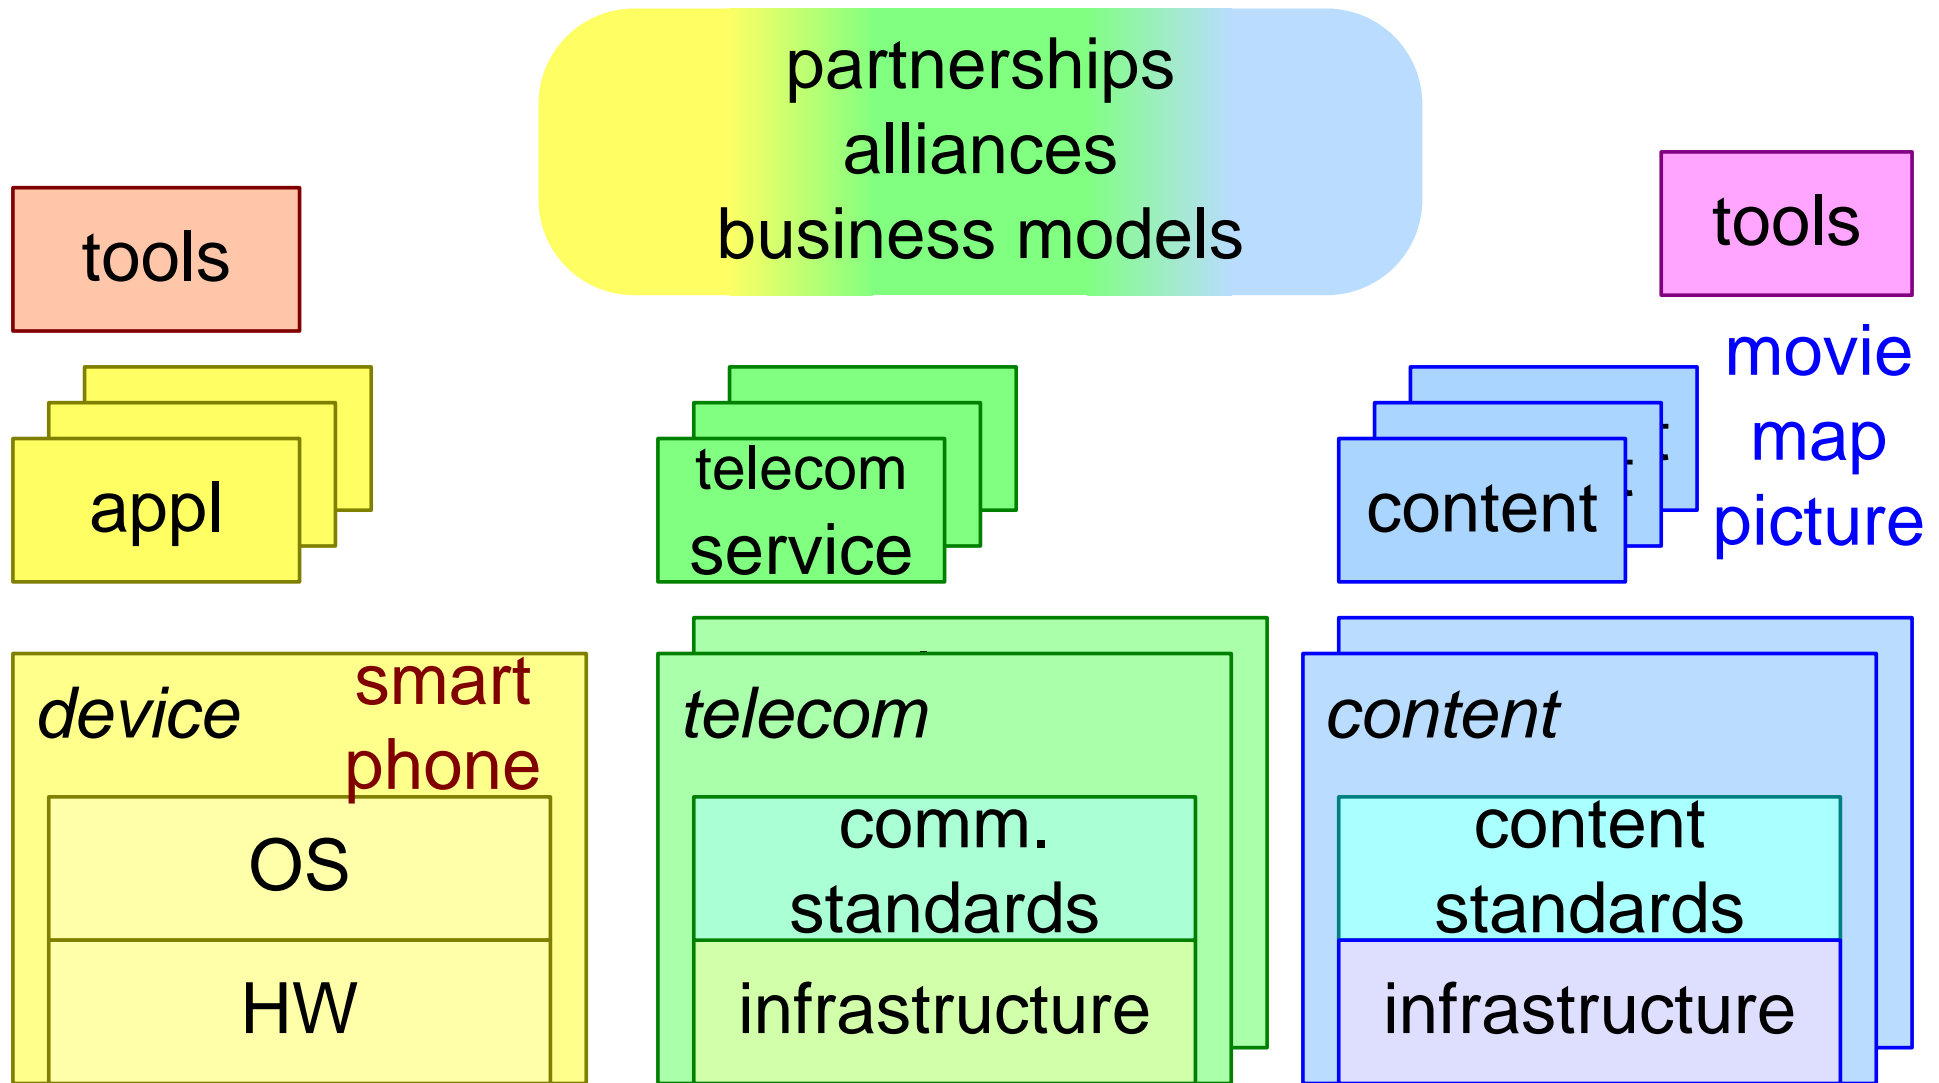 partnerships
alliances
business models
tools
tools
appl
telecom
service
content
movie
map
picture
device
smart
phone
OS
HW
telecom
comm.
standards
infrastructure
content
content
standards
infrastructure